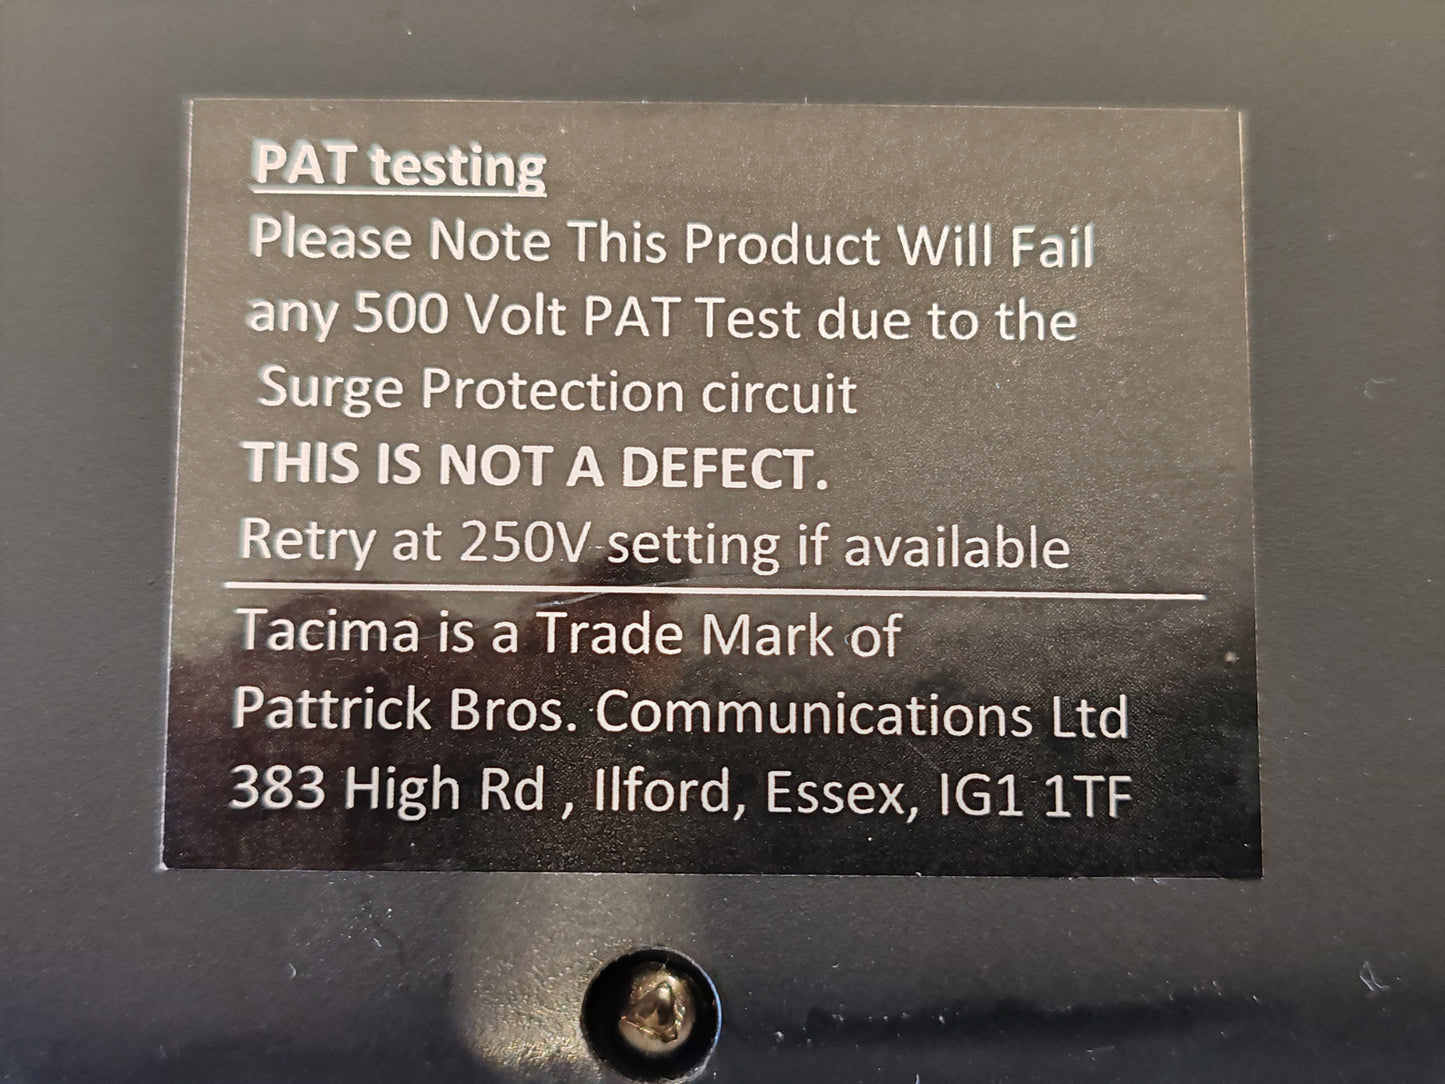 PAT testing
Please Note This Product Will Fail
any 500 Volt PAT Test due to the
Surge Protection circuit
THIS IS NOT A DEFECT.
Retry at 250V setting if available
Tacima is a Trade Mark of
Pattrick Bros. Communications Ltd
383 High Rd , Ilford, Essex, IG1 1TF